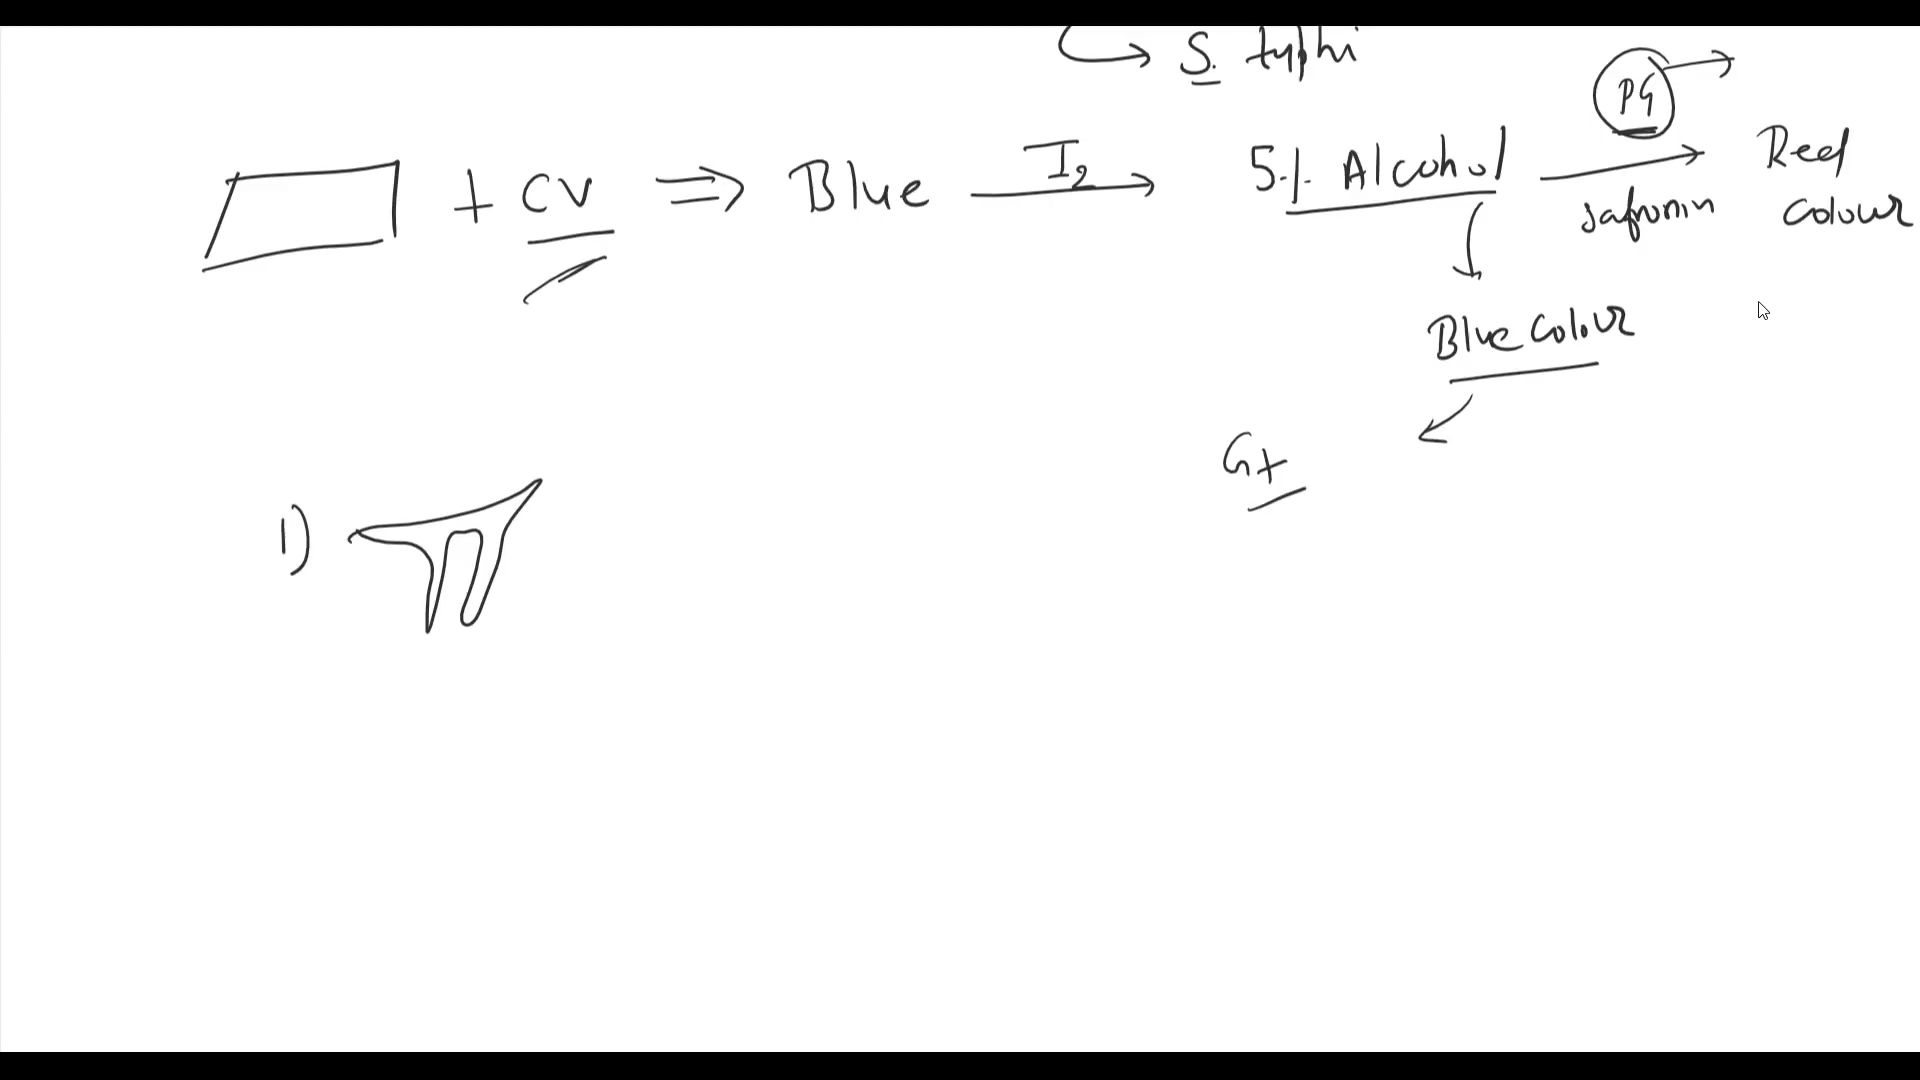 S. typhi
PG
+ CV ⇒ Blue I2 → 5% Alcohol → Red
safronin colour
Blue colour
G+
1)